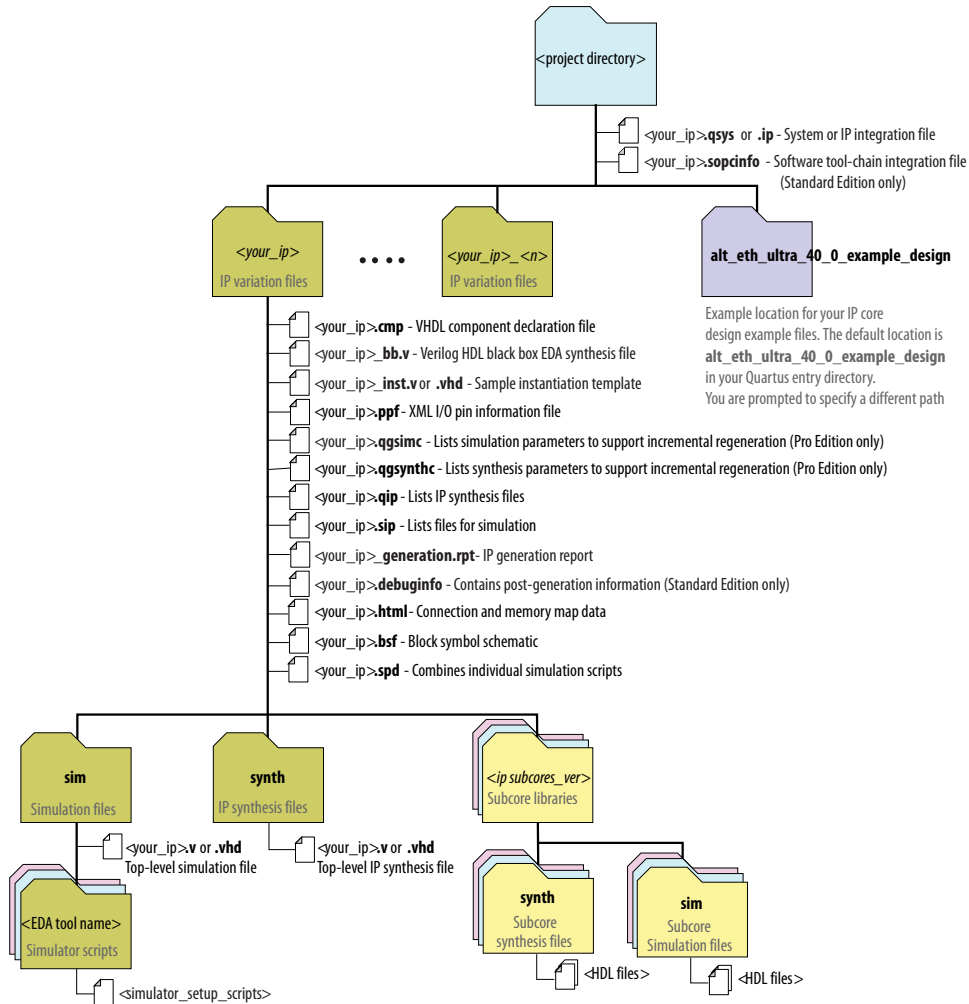 <project directory>
<your_ip>.qsys or .ip - System or IP integration file
<your_ip>.sopcinfo - Software tool-chain integration file
(Standard Edition only)
<your_ip>
IP variation files
<your_ip>_<n>
IP variation files
alt_eth_ultra_40_0_example_design
Example location for your IP core
design example files. The default location is
alt_eth_ultra_40_0_example_design
in your Quartus entry directory.
You are prompted to specify a different path
<your_ip>.cmp - VHDL component declaration file
<your_ip>_bb.v - Verilog HDL black box EDA synthesis file
<your_ip>_inst.v or .vhd - Sample instantiation template
<your_ip>.ppf - XML I/O pin information file
<your_ip>.qgsimc - Lists simulation parameters to support incremental regeneration (Pro Edition only)
<your_ip>.qgsynthc - Lists synthesis parameters to support incremental regeneration (Pro Edition only)
<your_ip>.qip - Lists IP synthesis files
<your_ip>.sip - Lists files for simulation
<your_ip>_generation.rpt- IP generation report
<your_ip>.debuginfo - Contains post-generation information (Standard Edition only)
<your_ip>.html- Connection and memory map data
<your_ip>.bsf - Block symbol schematic
<your_ip>.spd - Combines individual simulation scripts
sim
Simulation files
synth
IP synthesis files
<ip subcores_ver>
Subcore libraries
<your_ip>.v or .vhd
Top-level simulation file
<your_ip>.v or .vhd
Top-level IP synthesis file
<EDA tool name>
Simulator scripts
synth
Subcore
synthesis files
sim
Subcore
Simulation files
<HDL files>
<HDL files>
<simulator_setup_scripts>